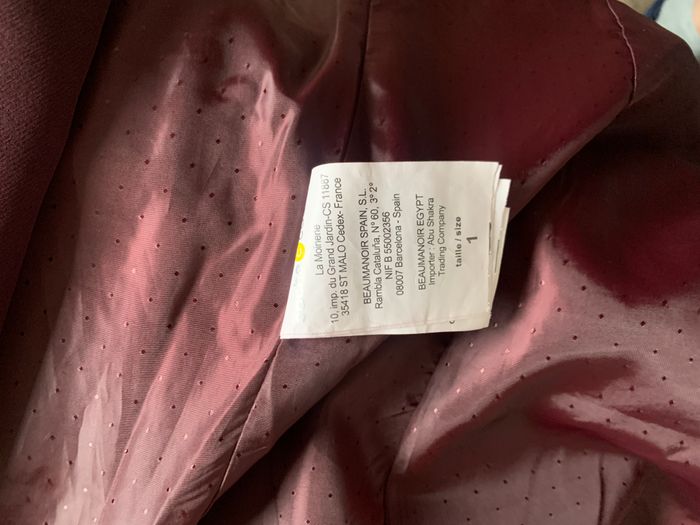 La Moinerie
10, imp. du Grand Jardin-CS 11887
35418 ST MALO Cedex- France
BEAUMANOIR SPAIN, S.L.
Rambla Cataluña, N° 60, 3° 2°
NIF B 55002356
08007 Barcelona - Spain
BEAUMANOIR EGYPT
Importer : Abu Shakra
Trading Company
taille / size
1